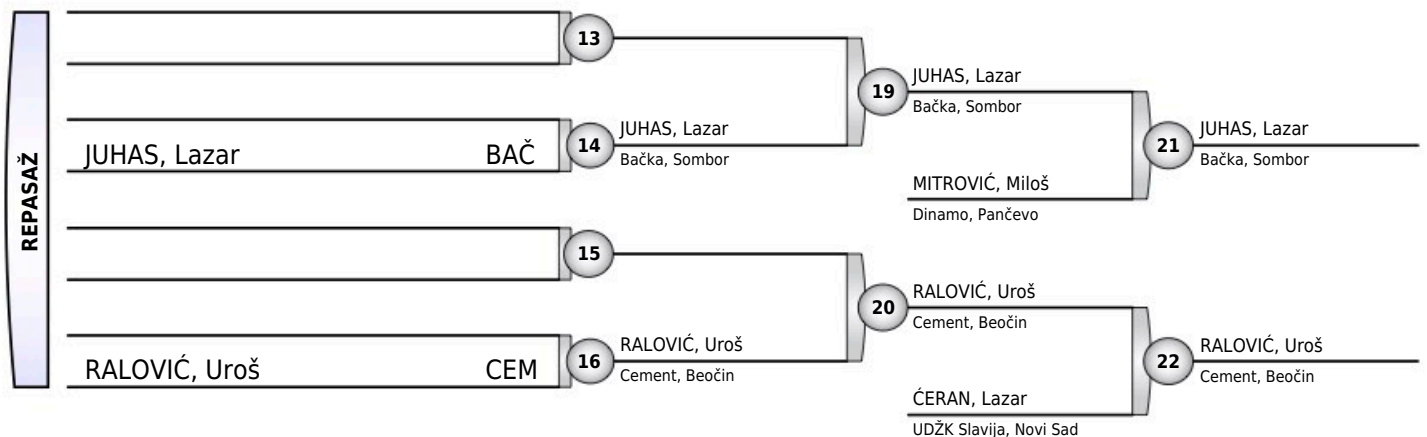 REPASAŽ
13
JUHAS, Lazar BAČ
14
JUHAS, Lazar
Bačka, Sombor
15
RALOVIĆ, Uroš CEM
16
RALOVIĆ, Uroš
Cement, Beočin
19
JUHAS, Lazar
Bačka, Sombor
MITROVIĆ, Miloš
Dinamo, Pančevo
20
RALOVIĆ, Uroš
Cement, Beočin
ĆERAN, Lazar
UDŽK Slavija, Novi Sad
21
JUHAS, Lazar
Bačka, Sombor
22
RALOVIĆ, Uroš
Cement, Beočin